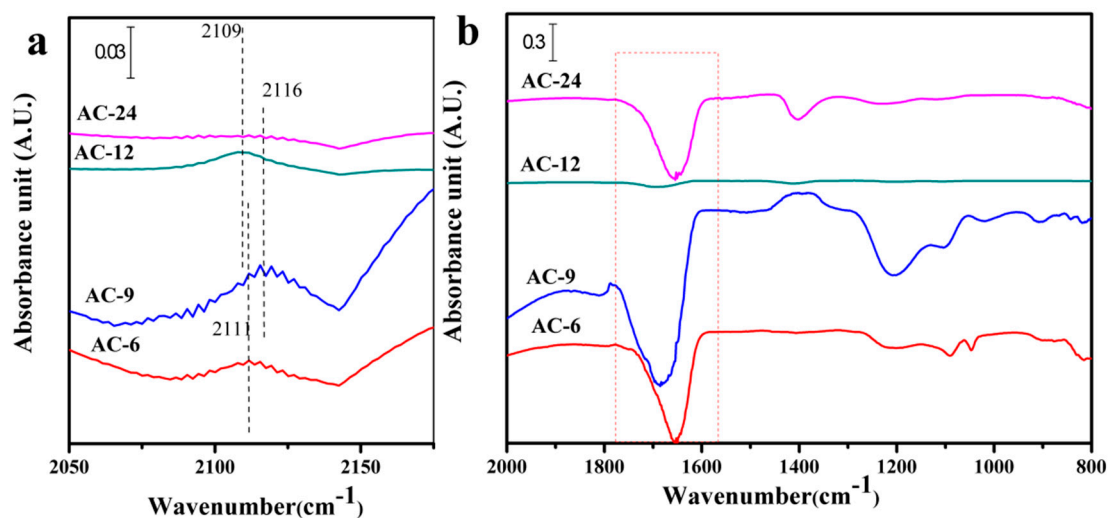 a
0.03
2109
2116
AC-24
AC-12
AC-9
2111
AC-6
Absorbance unit (A.U.)
2050
2100
2150
Wavenumber(cm⁻¹)
b
0.3
AC-24
AC-12
AC-9
AC-6
Absorbance unit (A.U.)
2000
1800
1600
1400
1200
1000
800
Wavenumber(cm⁻¹)